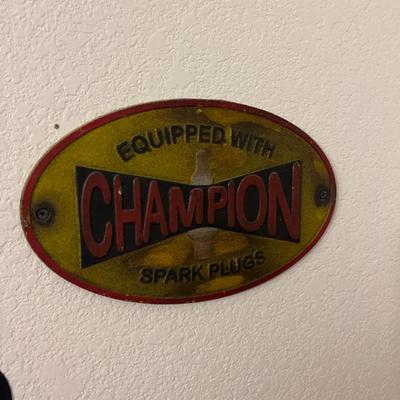 EQUIPPED WITH
CHAMPION
SPARK PLUGS